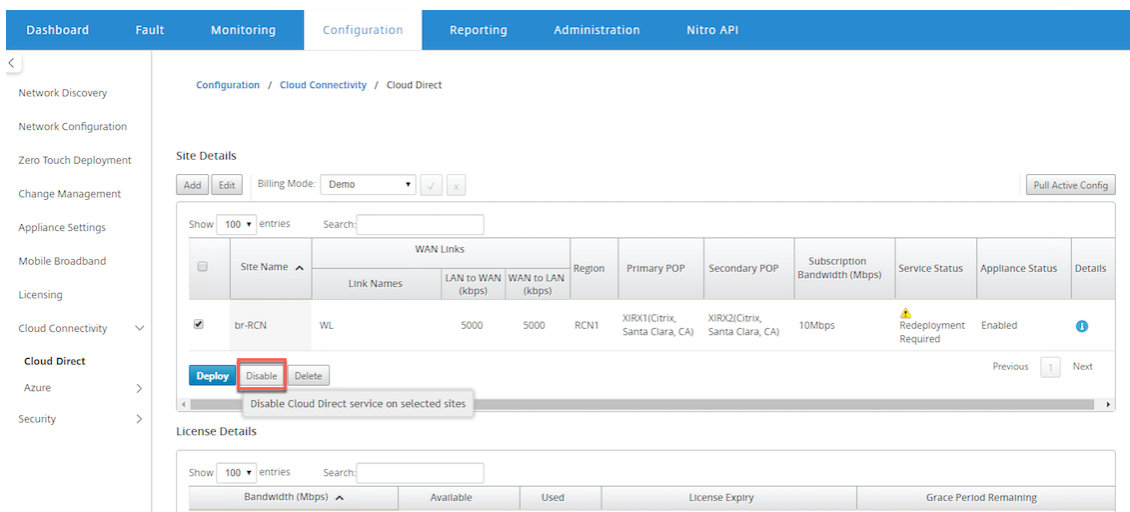 Dashboard Fault Monitoring Configuration Reporting Administration Nitro API
Network Discovery
Network Configuration
Zero Touch Deployment
Change Management
Appliance Settings
Mobile Broadband
Licensing
Cloud Connectivity
Cloud Direct
Azure
Security
Configuration / Cloud Connectivity / Cloud Direct
Site Details
Add Edit Billing Mode: Demo ✓ x Pull Active Config
Show 100 entries Search:
Site Name
WAN Links
Link Names
LAN to WAN
(kbps)
WAN to LAN
(kbps)
Region
Primary POP
Secondary POP
Subscription
Bandwidth (Mbps)
Service Status
Appliance Status
Details
br-RCN
WL
5000
5000
RCN1
XIRX1(Citrix,
Santa Clara, CA)
XIRX2(Citrix,
Santa Clara, CA)
10Mbps
Redeployment
Required
Enabled
Deploy Disable Delete
Previous 1 Next
Disable Cloud Direct service on selected sites
License Details
Show 100 entries Search:
Bandwidth (Mbps) Available Used License Expiry Grace Period Remaining